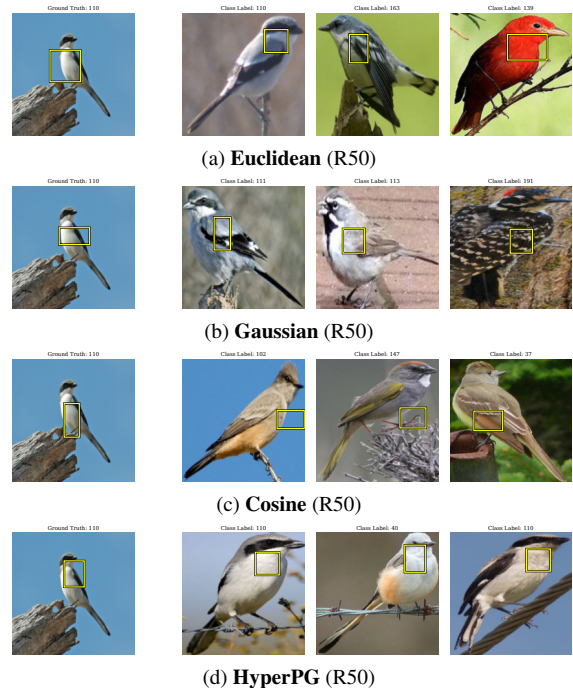 Ground Truth: 110 Class Label: 110 Class Label: 163 Class Label: 139
(a) Euclidean (R50)
Ground Truth: 110 Class Label: 111 Class Label: 113 Class Label: 191
(b) Gaussian (R50)
Ground Truth: 110 Class Label: 102 Class Label: 147 Class Label: 37
(c) Cosine (R50)
Ground Truth: 110 Class Label: 110 Class Label: 40 Class Label: 110
(d) HyperPG (R50)